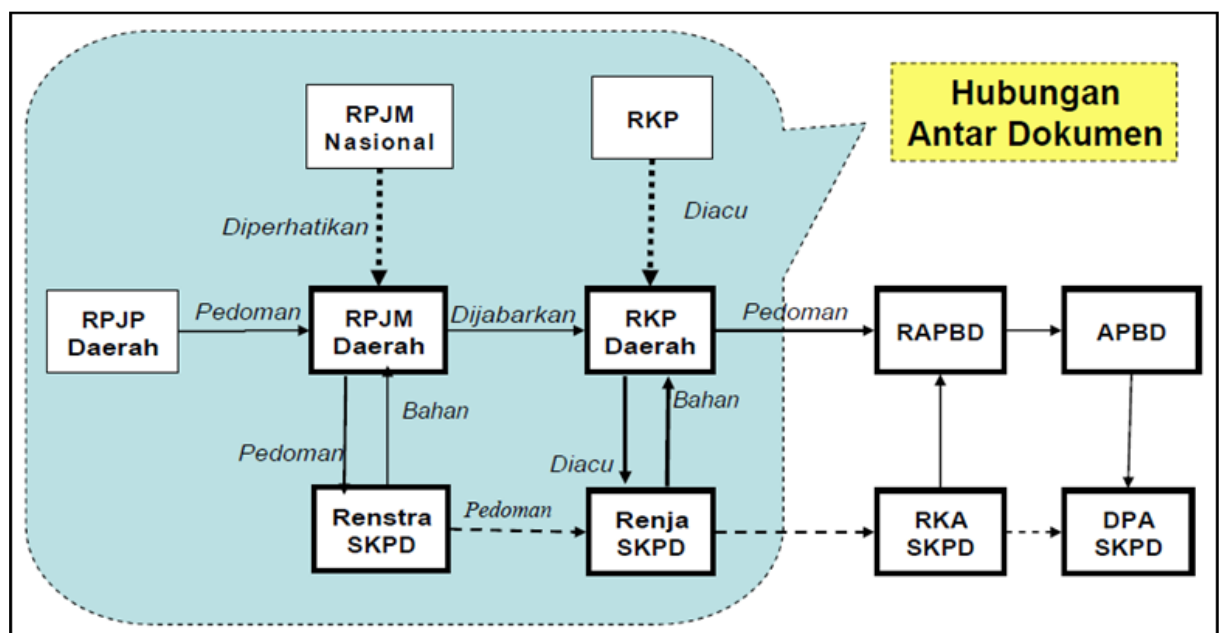 RPJM
Nasional
RKP
Hubungan
Antar Dokumen
Diperhatikan
Diacu
RPJP
Daerah
Pedoman
RPJM
Daerah
Dijabarkan
RKP
Daerah
Pedoman
RAPBD
APBD
Pedoman
Bahan
Diacu
Bahan
Renstra
SKPD
Pedoman
Renja
SKPD
RKA
SKPD
DPA
SKPD